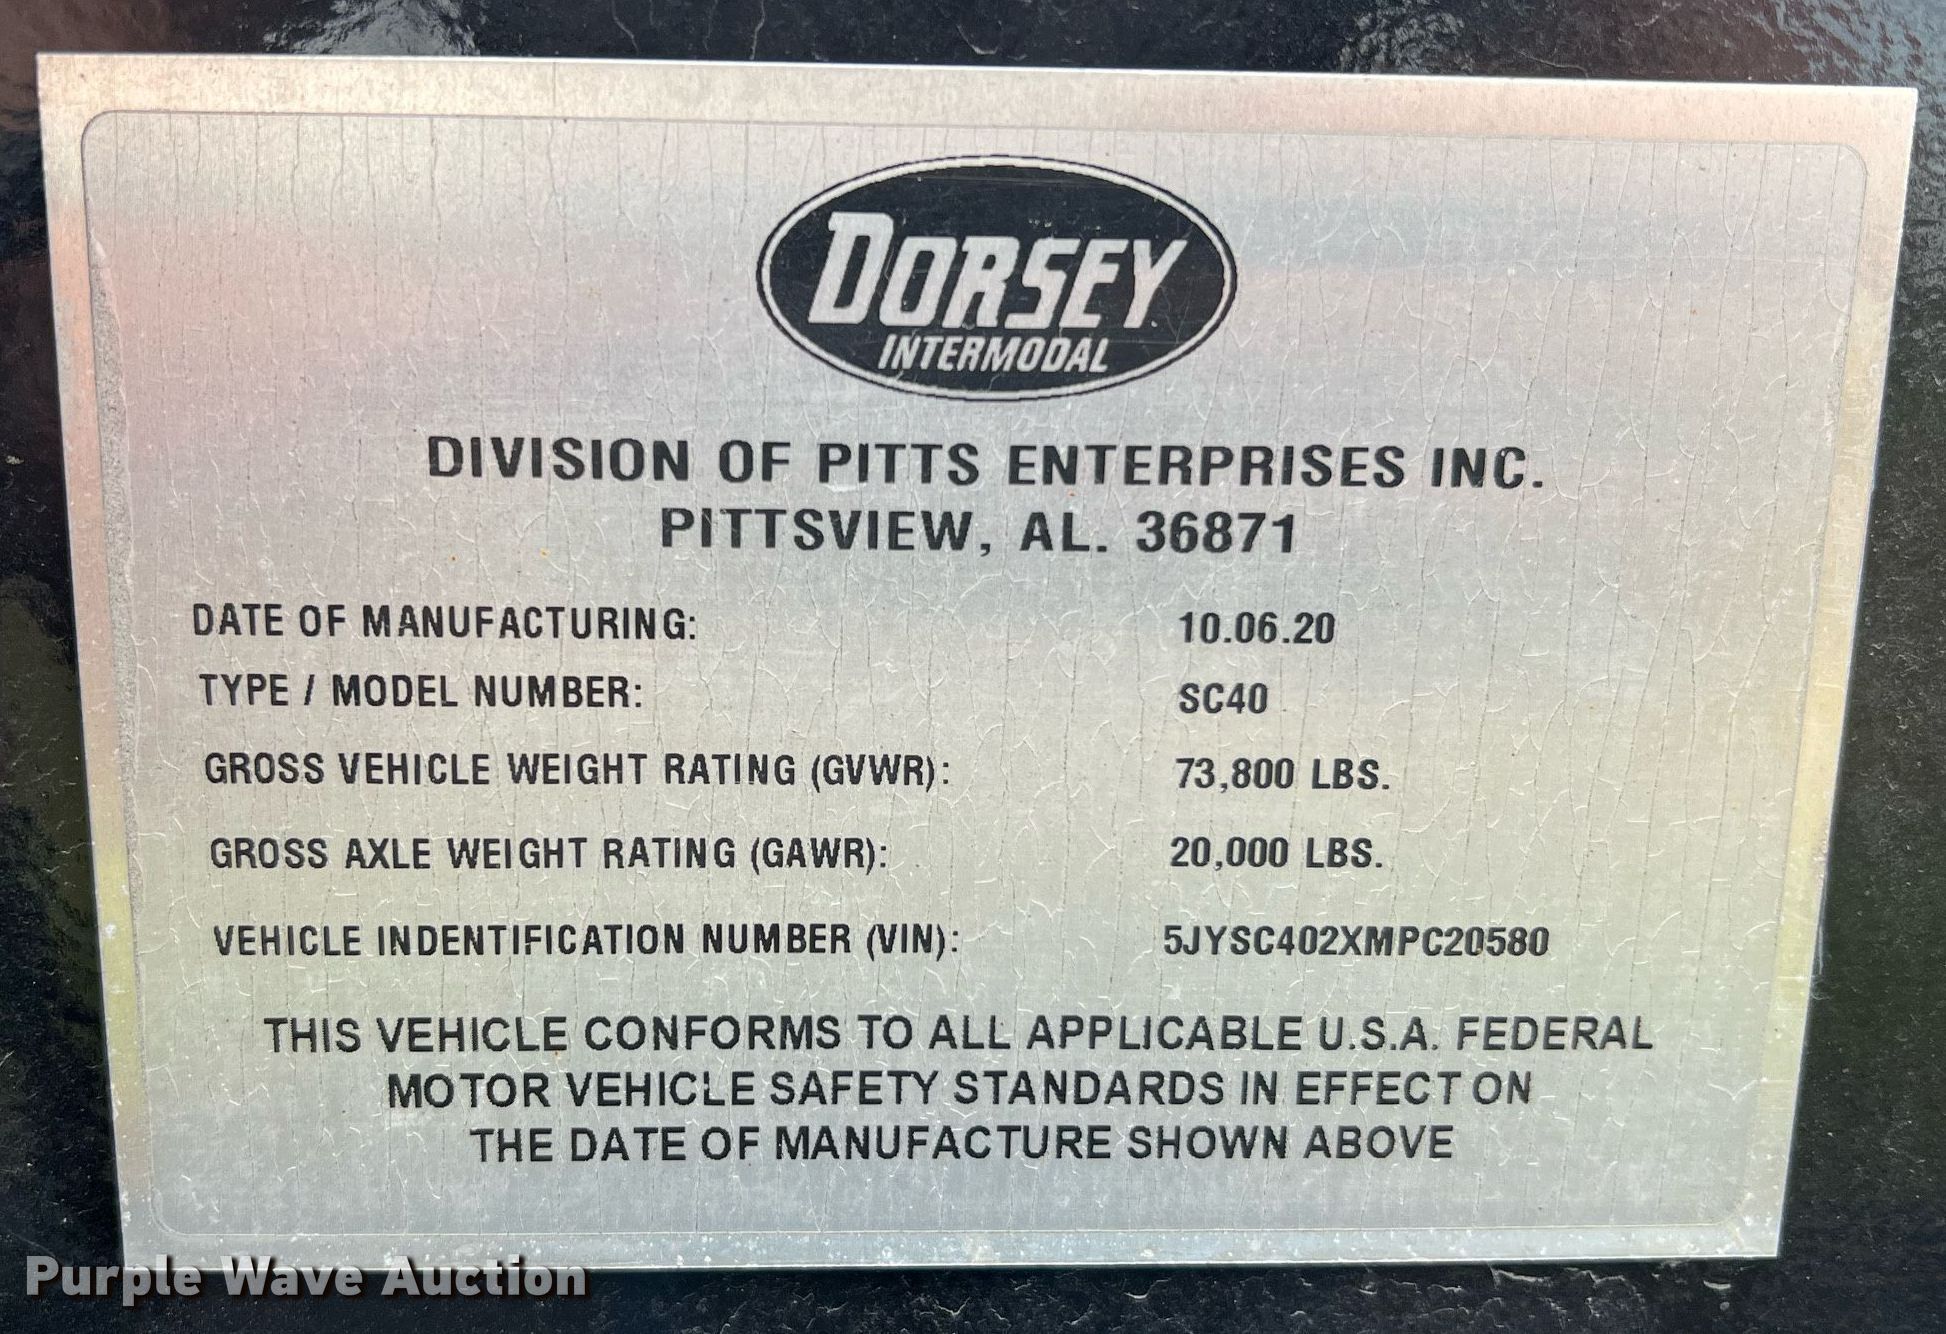 DORSEY
INTERMODAL
DIVISION OF PITTS ENTERPRISES INC.
PITTSVIEW, AL. 36871
DATE OF MANUFACTURING: 10.06.20
TYPE / MODEL NUMBER: SC40
GROSS VEHICLE WEIGHT RATING (GVWR): 73,800 LBS.
GROSS AXLE WEIGHT RATING (GAWR): 20,000 LBS.
VEHICLE INDENTIFICATION NUMBER (VIN): 5JYSC402XMPC20580
THIS VEHICLE CONFORMS TO ALL APPLICABLE U.S.A. FEDERAL
MOTOR VEHICLE SAFETY STANDARDS IN EFFECT ON
THE DATE OF MANUFACTURE SHOWN ABOVE
Purple Wave Auction